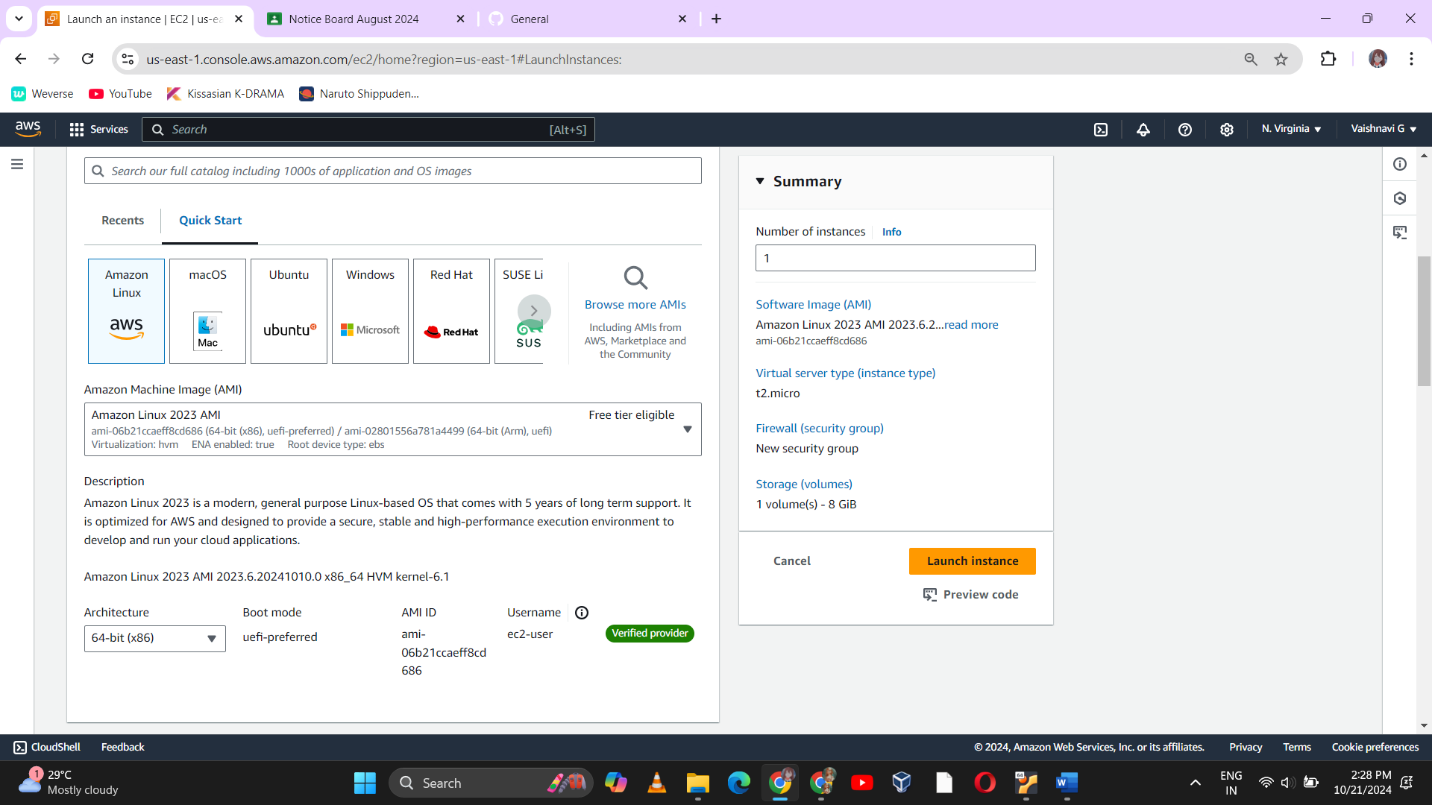 Launch an instance | EC2 | us-ea
Notice Board August 2024
General
us-east-1.console.aws.amazon.com/ec2/home?region=us-east-1#LaunchInstances:
Weverse
YouTube
Kissasian K-DRAMA
Naruto Shippuden...
aws
Services
Search
[Alt+S]
N. Virginia
Vaishnavi G
Search our full catalog including 1000s of application and OS images
Recents
Quick Start
Amazon
Linux
aws
macOS
Mac
Ubuntu
ubuntu
Windows
Microsoft
Red Hat
Red Hat
SUSE Li
SUS
Browse more AMIs
Including AMIs from
AWS, Marketplace and
the Community
Amazon Machine Image (AMI)
Amazon Linux 2023 AMI
Free tier eligible
ami-06b21ccaeff8cd686 (64-bit (x86), uefi-preferred) / ami-02801556a781a4499 (64-bit (Arm), uefi)
Virtualization: hvm ENA enabled: true Root device type: ebs
Description
Amazon Linux 2023 is a modern, general purpose Linux-based OS that comes with 5 years of long term support. It
is optimized for AWS and designed to provide a secure, stable and high-performance execution environment to
develop and run your cloud applications.
Amazon Linux 2023 AMI 2023.6.20241010.0 x86_64 HVM kernel-6.1
Architecture
64-bit (x86)
Boot mode
uefi-preferred
AMI ID
ami-
06b21ccaeff8cd
686
Username
ec2-user
Verified provider
Summary
Number of instances
Info
1
Software Image (AMI)
Amazon Linux 2023 AMI 2023.6.2...read more
ami-06b21ccaeff8cd686
Virtual server type (instance type)
t2.micro
Firewall (security group)
New security group
Storage (volumes)
1 volume(s) - 8 GiB
Cancel
Launch instance
Preview code
CloudShell
Feedback
© 2024, Amazon Web Services, Inc. or its affiliates.
Privacy
Terms
Cookie preferences
1
29°C
Mostly cloudy
Search
ENG
IN
2:28 PM
10/21/2024